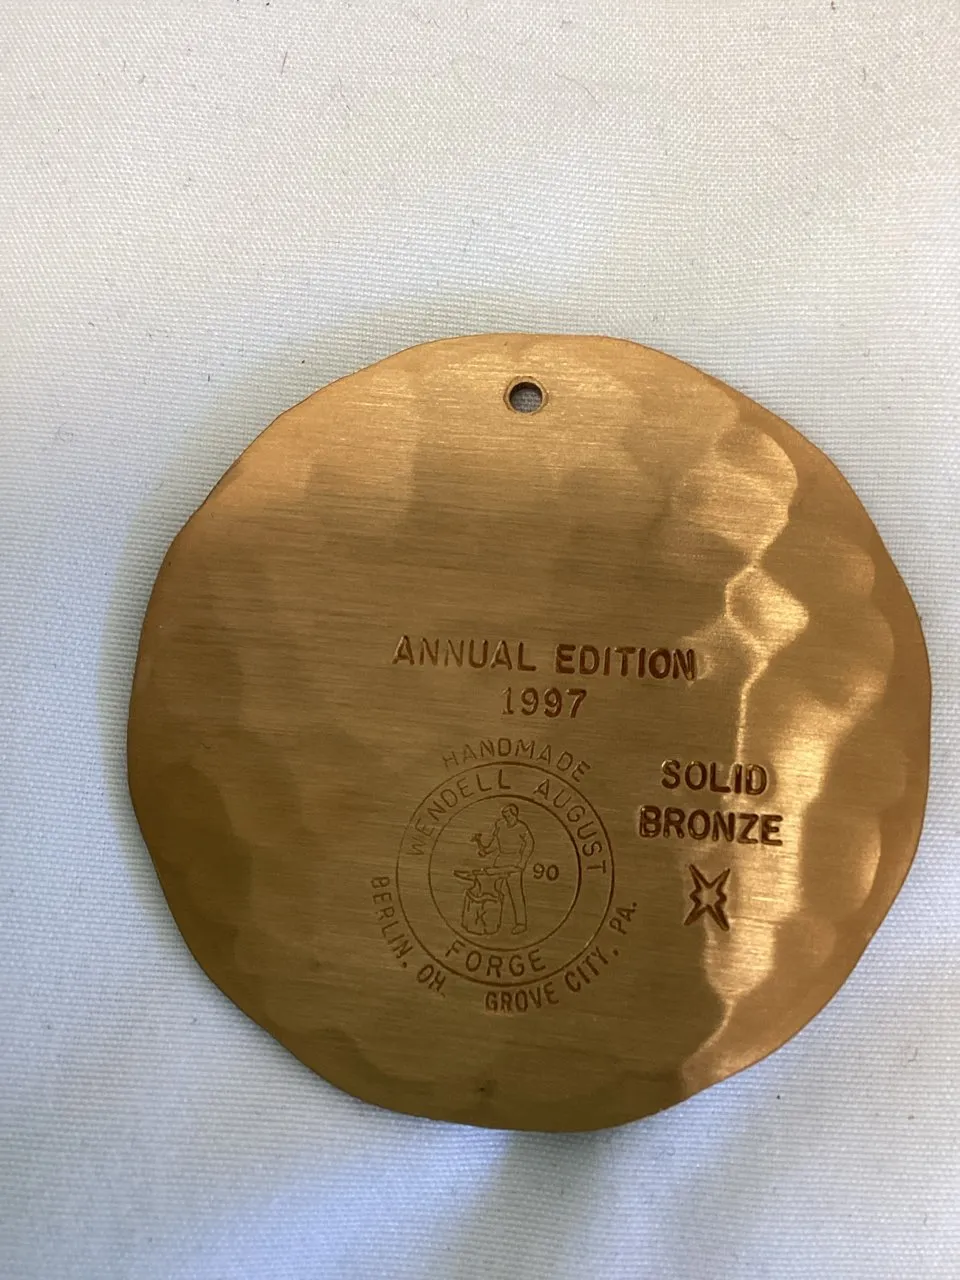 ANNUAL EDITION
1997
HANDMADE
WENDELL AUGUST
FORGE
90
K
BERLIN, OH. GROVE CITY, PA.
SOLID
BRONZE